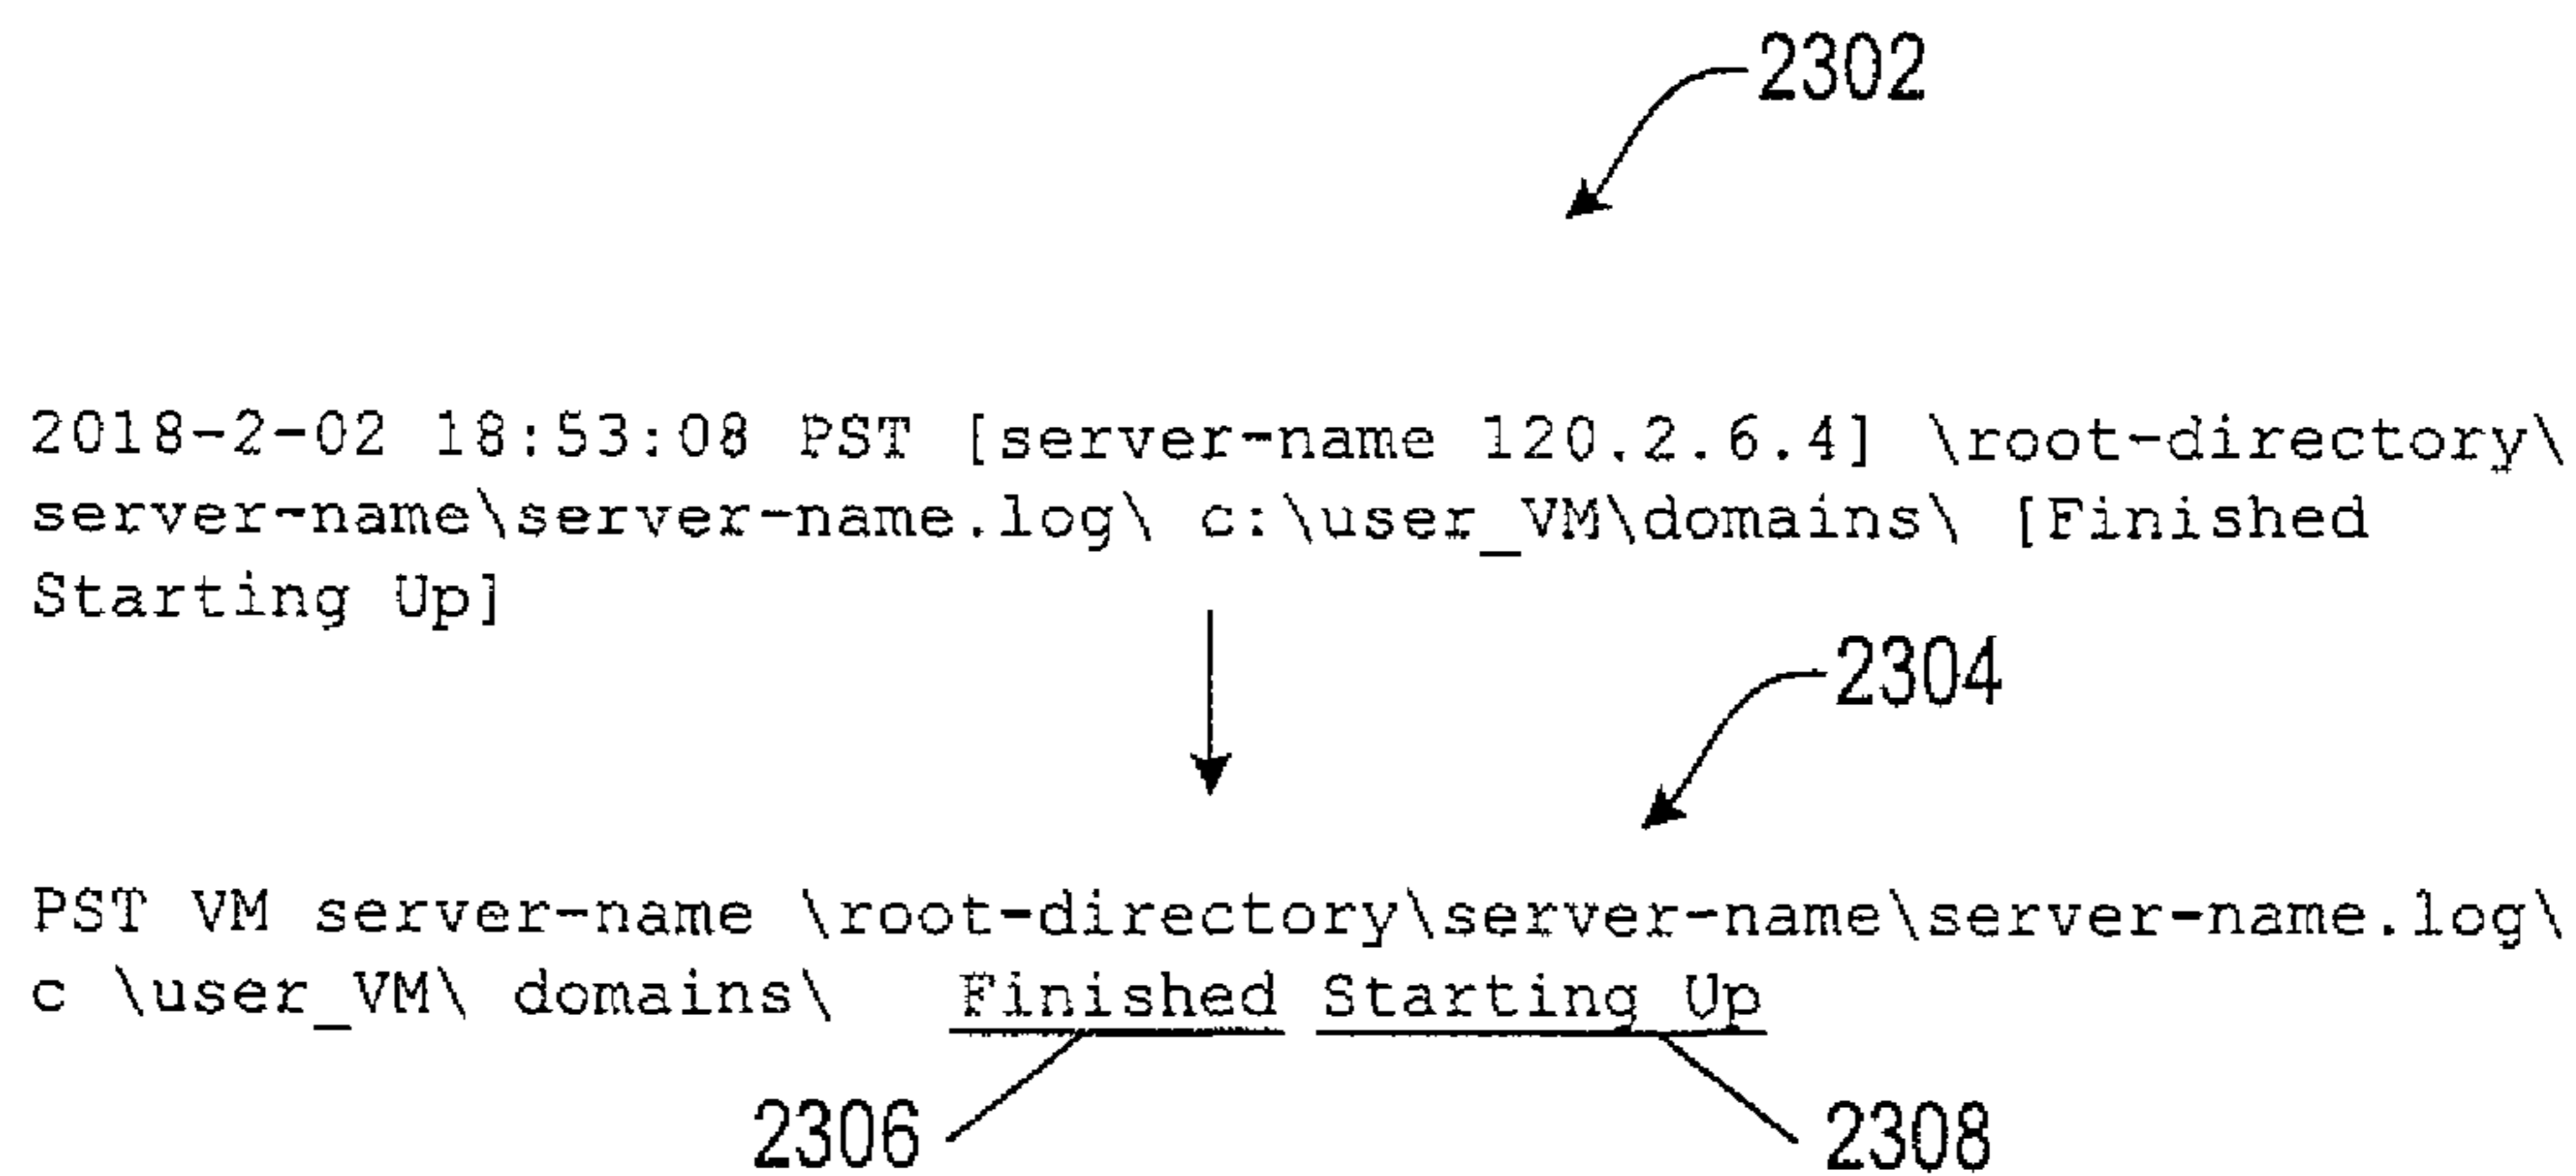 2302
2018-2-02 18:53:08 PST [server-name 120.2.6.4] \root-directory\
server-name\server-name.log\ c:\user_VM\domains\ [Finished
Starting Up]
2304
PST VM server-name \root-directory\server-name\server-name.log\
c \user_VM\ domains\ Finished Starting Up
2306 2308